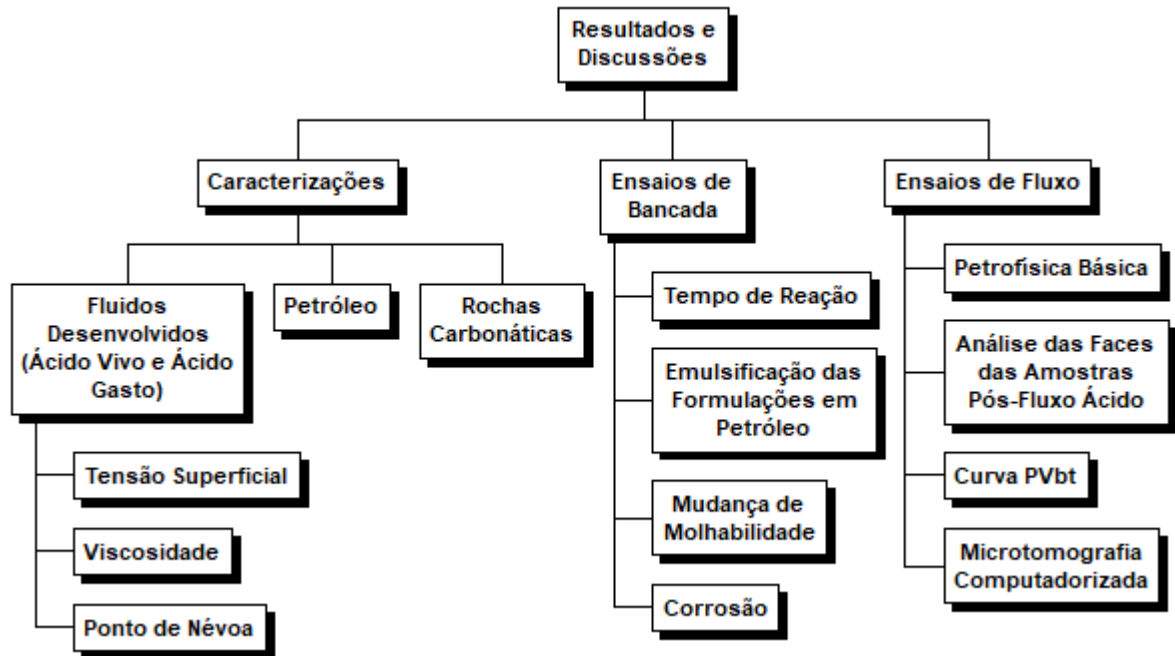 Resultados e
Discussões
Caracterizações
Ensaios de
Bancada
Ensaios de Fluxo
Fluidos
Desenvolvidos
(Ácido Vivo e Ácido
Gasto)
Petróleo
Rochas
Carbonáticas
Tensão Superficial
Viscosidade
Ponto de Névoa
Tempo de Reação
Emulsificação das
Formulações em
Petróleo
Mudança de
Molhabilidade
Corrosão
Petrofísica Básica
Análise das Faces
das Amostras
Pós-Fluxo Ácido
Curva PVbt
Microtomografia
Computadorizada